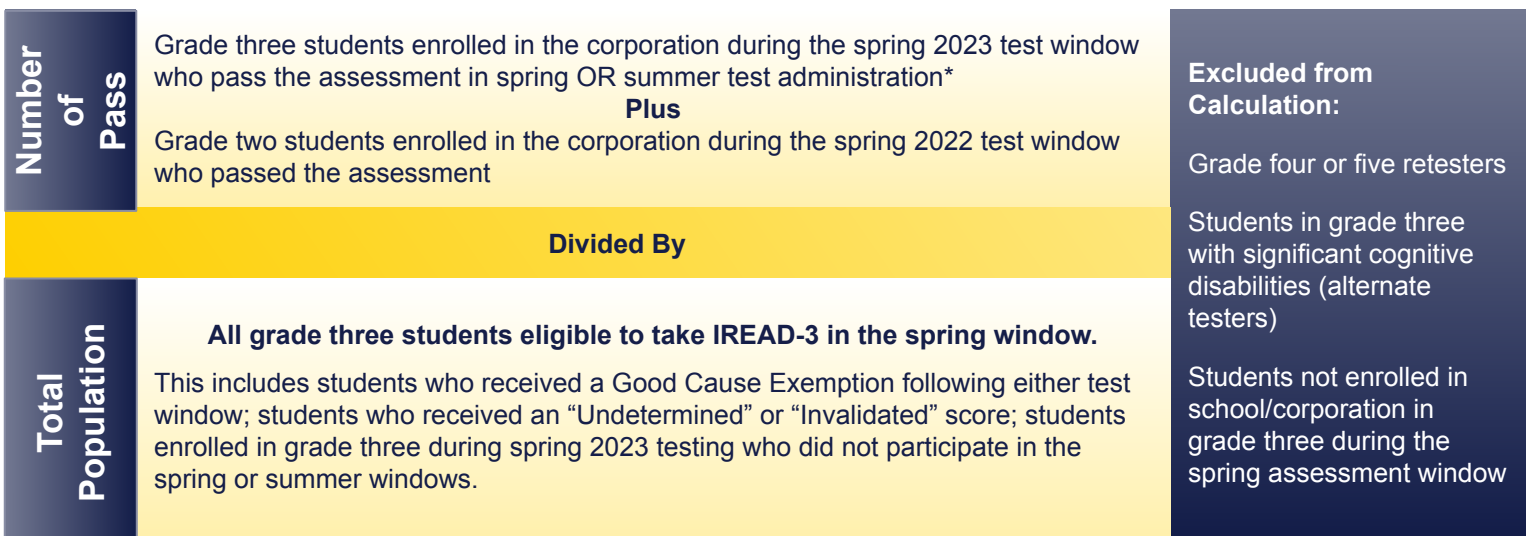 Number
of
Pass
Grade three students enrolled in the corporation during the spring 2023 test window
who pass the assessment in spring OR summer test administration*
Plus
Grade two students enrolled in the corporation during the spring 2022 test window
who passed the assessment
Divided By
Total
Population
All grade three students eligible to take IREAD-3 in the spring window.
This includes students who received a Good Cause Exemption following either test
window; students who received an “Undetermined” or “Invalidated” score; students
enrolled in grade three during spring 2023 testing who did not participate in the
spring or summer windows.
Excluded from
Calculation:
Grade four or five retesters
Students in grade three
with significant cognitive
disabilities (alternate
testers)
Students not enrolled in
school/corporation in
grade three during the
spring assessment window